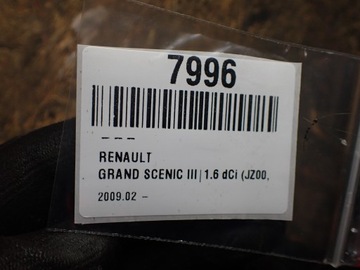 7996
RENAULT
GRAND SCENIC III|1.6 dCi (JZ00,
2009.02 –